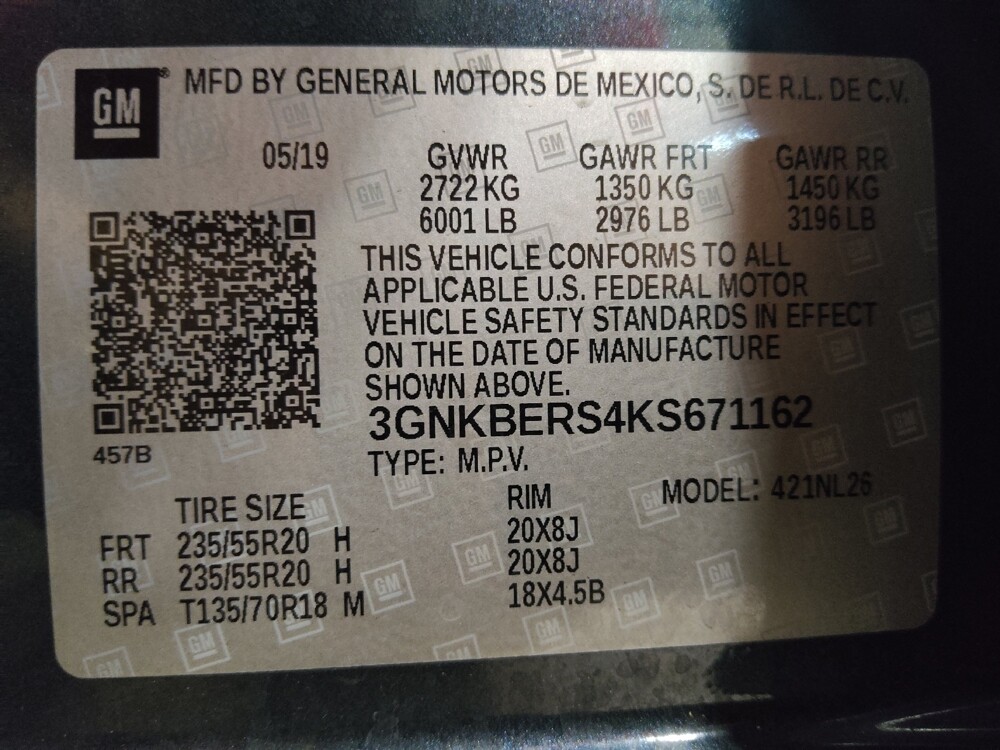 GM ® MFD BY GENERAL MOTORS DE MEXICO, S. DE R.L. DE C.V.
05/19 GVWR GAWR FRT GAWR RR
2722 KG 1350 KG 1450 KG
6001 LB 2976 LB 3196 LB
THIS VEHICLE CONFORMS TO ALL
APPLICABLE U.S. FEDERAL MOTOR
VEHICLE SAFETY STANDARDS IN EFFECT
ON THE DATE OF MANUFACTURE
SHOWN ABOVE.
3GNKBERS4KS671162
457B
TYPE: M.P.V.
TIRE SIZE RIM MODEL: 421NL26
FRT 235/55R20 H 20X8J
RR 235/55R20 H 20X8J
SPA T135/70R18 M 18X4.5B